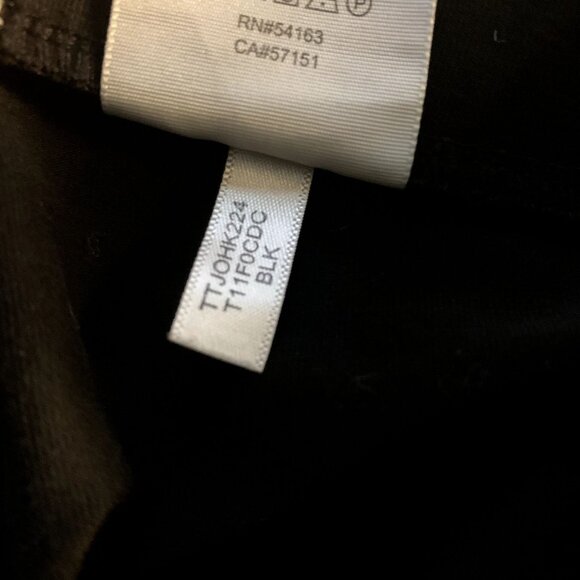 P
RN#54163
CA#57151
TTJOHK224
T11F0CDC
BLK